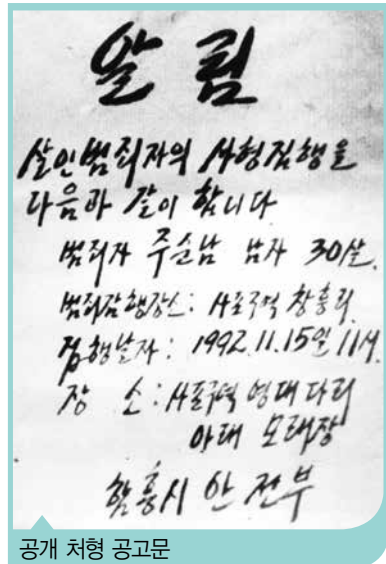 알림
살인범죄자의 사형집행을
다음과 같이 합니다
범죄자 주순남 남자 30살.
범죄감행장소: 사포구역 창흥리
집행날자: 1992.11.15일 11시.
장 소: 사포구역 영대다리
아래 모래장
함흥시 안전부
공개 처형 공고문